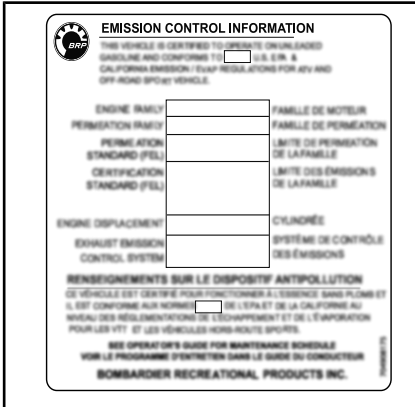 BRP
EMISSION CONTROL INFORMATION
THIS VEHICLE IS CERTIFIED TO OPERATE ON UNLEADED
GASOLINE AND CONFORMS TO U.S. EPA &
CALIFORNIA EMISSION / EVAP REGULATIONS FOR ATV AND
OFF-ROAD SPORT VEHICLE.
ENGINE FAMILY FAMILLE DE MOTEUR
PERMEATION FAMILY FAMILLE DE PERMÉATION
PERMEATION LIMITE DE PERMEATION
STANDARD (FEL) DE LA FAMILLE
CERTIFICATION LIMITE DES ÉMISSIONS
STANDARD (FEL) DE LA FAMILLE
ENGINE DISPLACEMENT CYLINDRÉE
EXHAUST EMISSION SYSTÈME DE CONTRÔLE
CONTROL SYSTEM DES ÉMISSIONS
RENSEIGNEMENTS SUR LE DISPOSITIF ANTIPOLLUTION
CE VÉHICULE EST CERTIFIÉ POUR FONCTIONNER À L'ESSENCE SANS PLOMB ET
IL EST CONFORME AUX NORMES DE L'EPA ET DE LA CALIFORNIE AU
NIVEAU DES RÉGLEMENTATIONS DE L'ÉCHAPPEMENT ET DE L'ÉVAPORATION
POUR LES VTT ET LES VÉHICULES HORS-ROUTE SPORTS.
SEE OPERATOR'S GUIDE FOR MAINTENANCE SCHEDULE
VOIR LE PROGRAMME D'ENTRETIEN DANS LE GUIDE DU CONDUCTEUR
BOMBARDIER RECREATIONAL PRODUCTS INC.